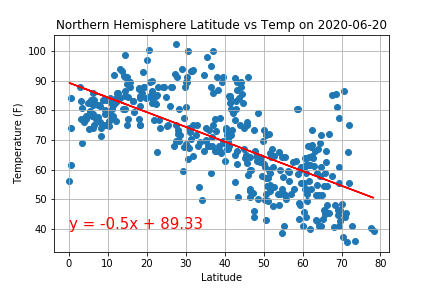 Northern Hemisphere Latitude vs Temp on 2020-06-20
Temperature (F)
100
90
80
70
60
50
40
y = -0.5x + 89.33
0 10 20 30 40 50 60 70 80
Latitude